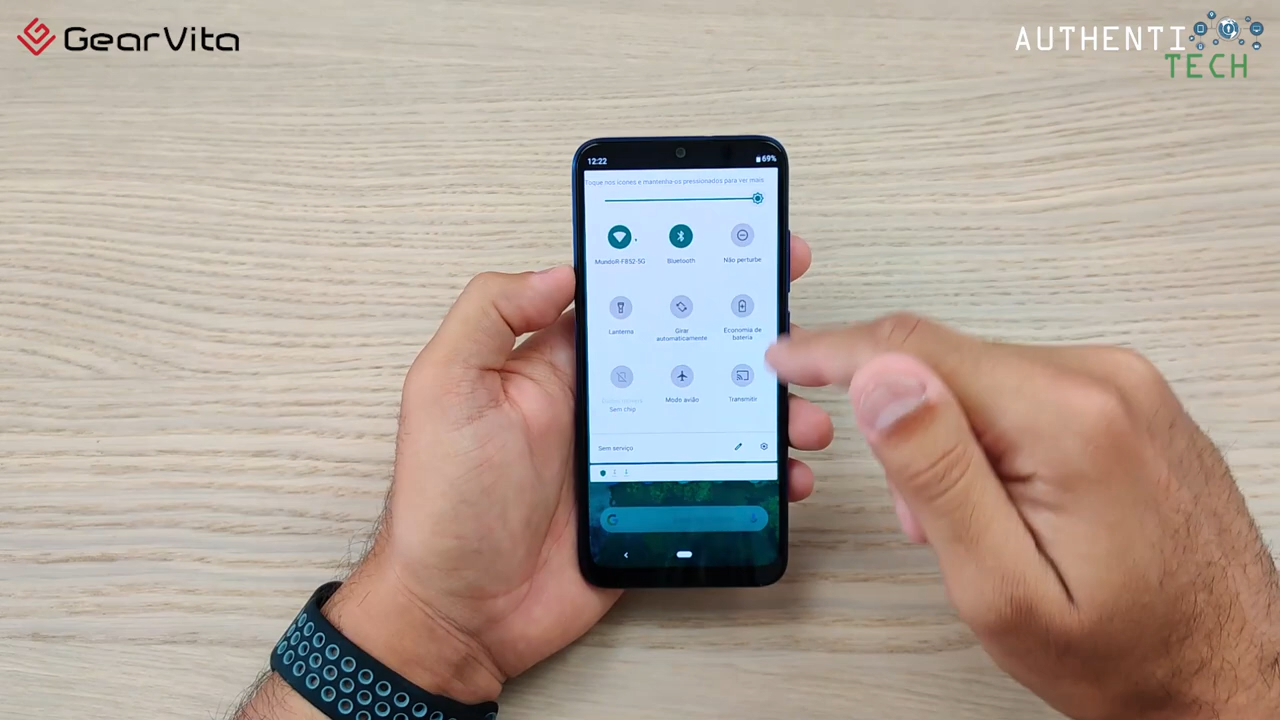 GearVita
AUTHENTI
TECH
12:22
69%
Toque nos ícones e mantenha-os pressionados para ver mais
MundoR-F852-5G
Bluetooth
Não perturbe
Lanterna
Girar
automaticamente
Economia de
bateria
Sem chip
Modo avião
Transmitir
Sem serviço
G